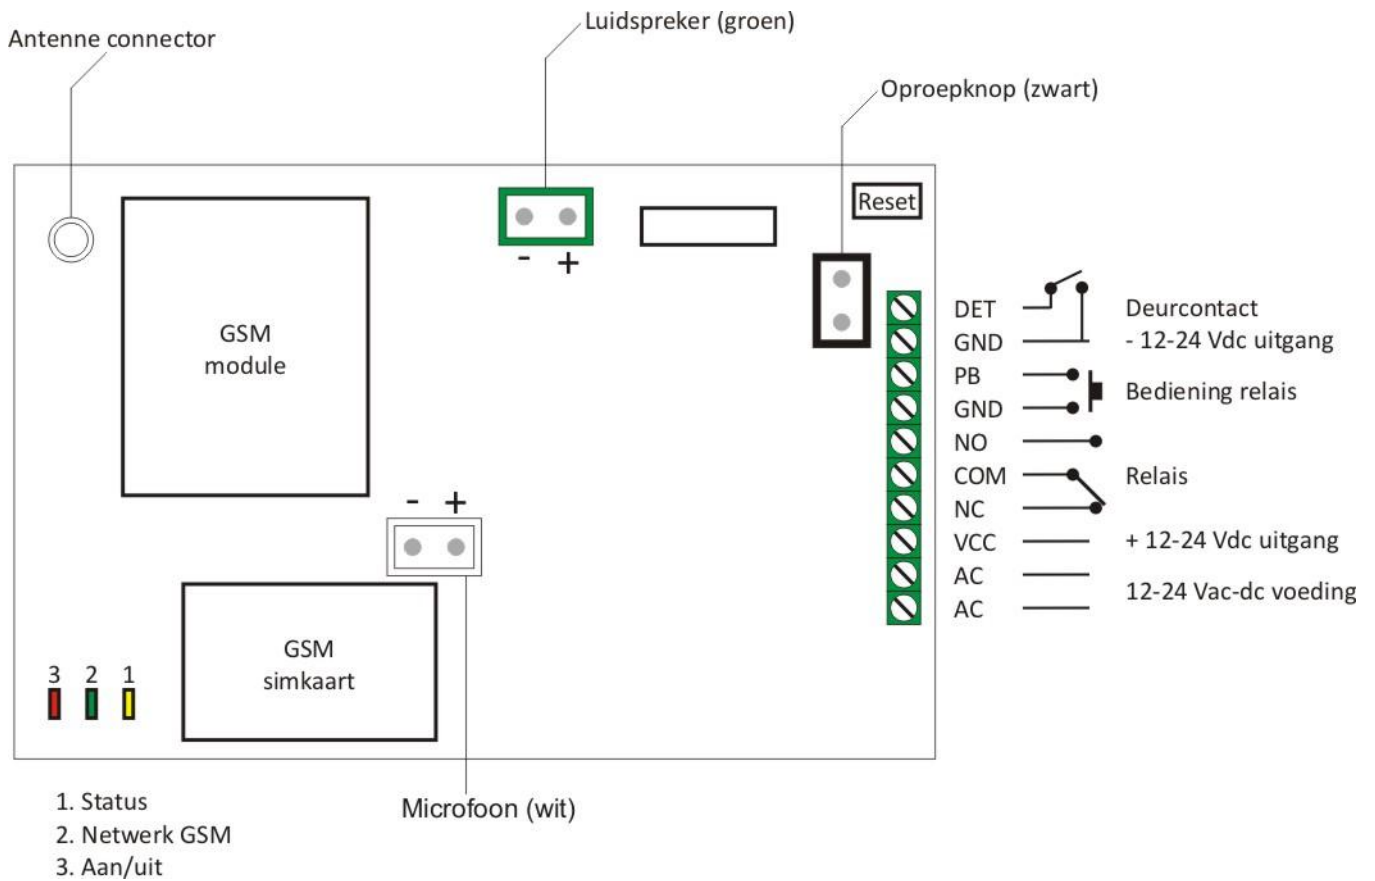 Luidspreker (groen)
Antenne connector
Oproepknop (zwart)
Reset
- +
GSM
module
DET
GND
PB
GND
NO
COM
NC
VCC
AC
AC
Deurcontact
- 12-24 Vdc uitgang
Bediening relais
Relais
+ 12-24 Vdc uitgang
12-24 Vac-dc voeding
- +
GSM
simkaart
3 2 1
Microfoon (wit)
1. Status
2. Netwerk GSM
3. Aan/uit